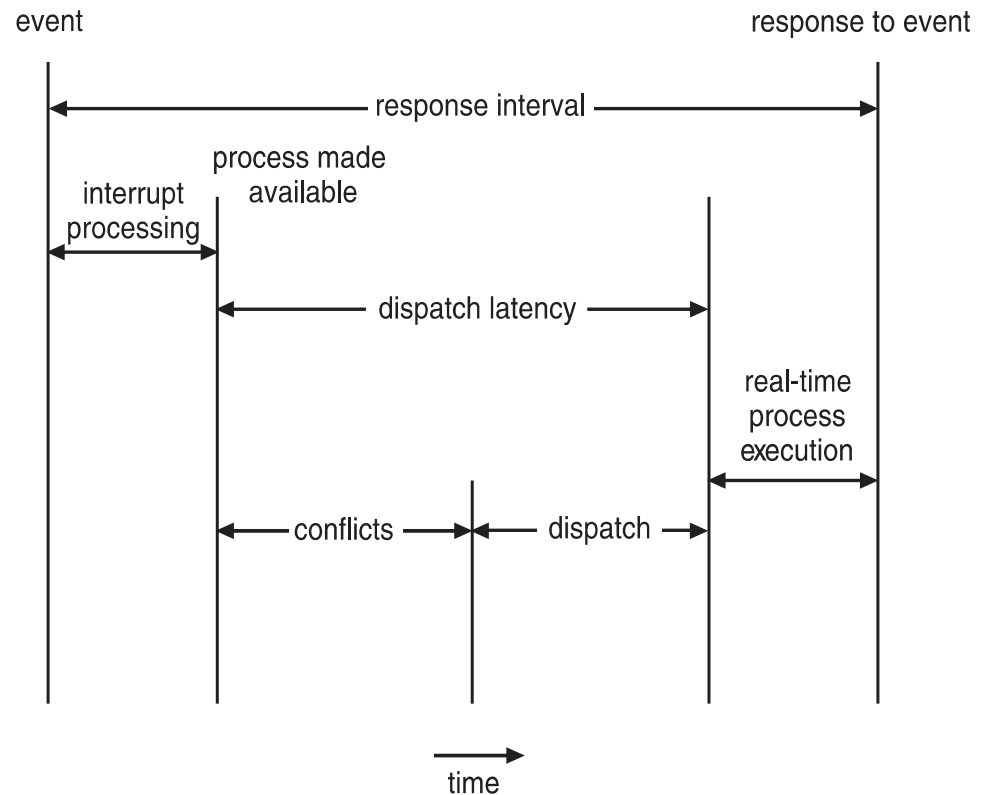 event
response to event
response interval
process made
available
interrupt
processing
dispatch latency
real-time
process
execution
conflicts
dispatch
time